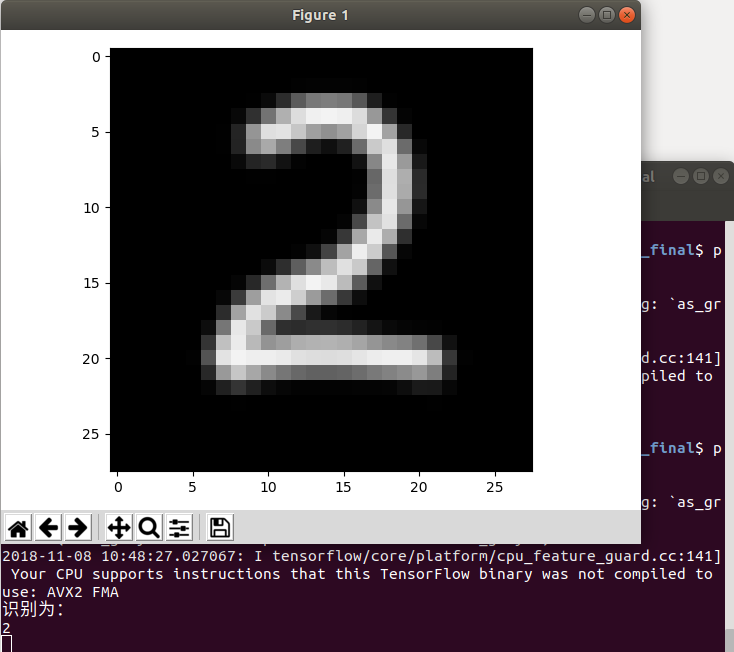 Figure 1
0
5
10
15
20
25
0 5 10 15 20 25
2
al
_final$ p
g: `as_gr
d.cc:141]
piled to
_final$ p
g: `as_gr
2018-11-08 10:48:27.027067: I tensorflow/core/platform/cpu_feature_guard.cc:141]
Your CPU supports instructions that this TensorFlow binary was not compiled to
use: AVX2 FMA
识别为:
2